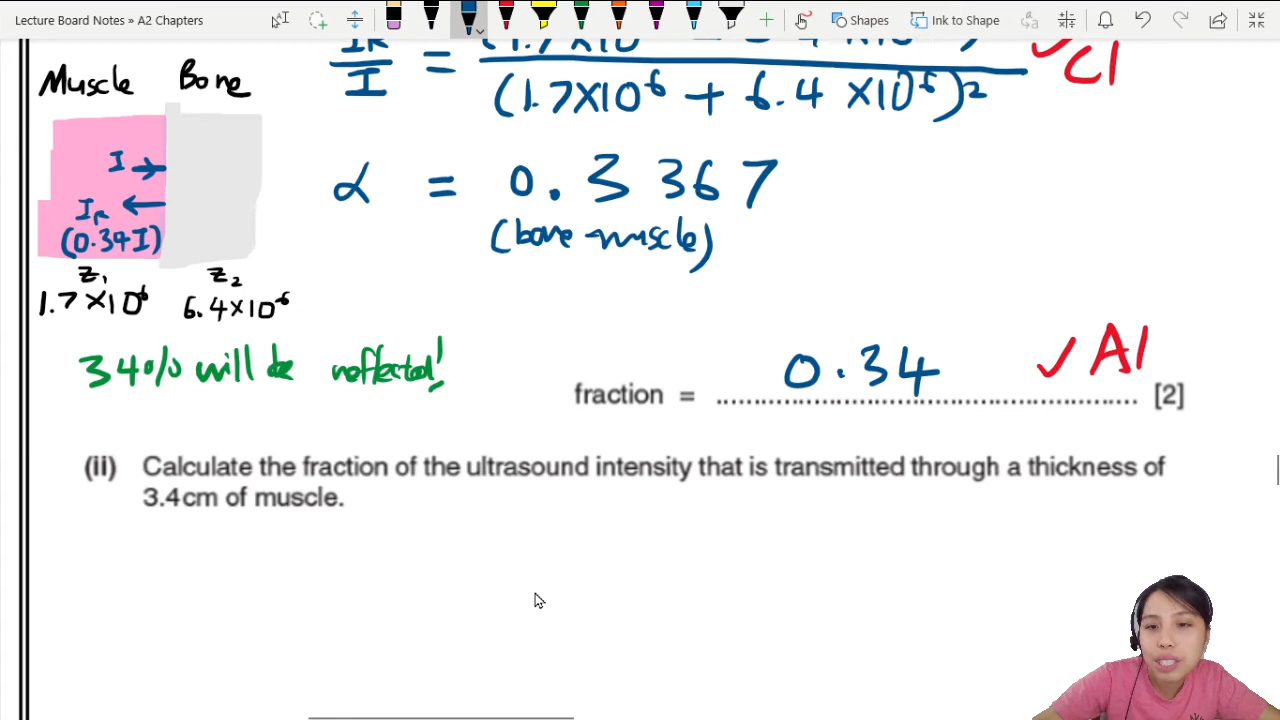 Lecture Board Notes » A2 Chapters
Shapes
Ink to Shape
Muscle Bone
IR/I =
(1.7×10⁶ + 6.4 ×10⁶)²
C1
I
IR
(0.34I)
α = 0.3367
(bone-muscle)
Z₁ Z₂
1.7×10⁶ 6.4×10⁶
34% will be reflected!
fraction = 0.34 [2]
✓ A1
(ii) Calculate the fraction of the ultrasound intensity that is transmitted through a thickness of
3.4cm of muscle.